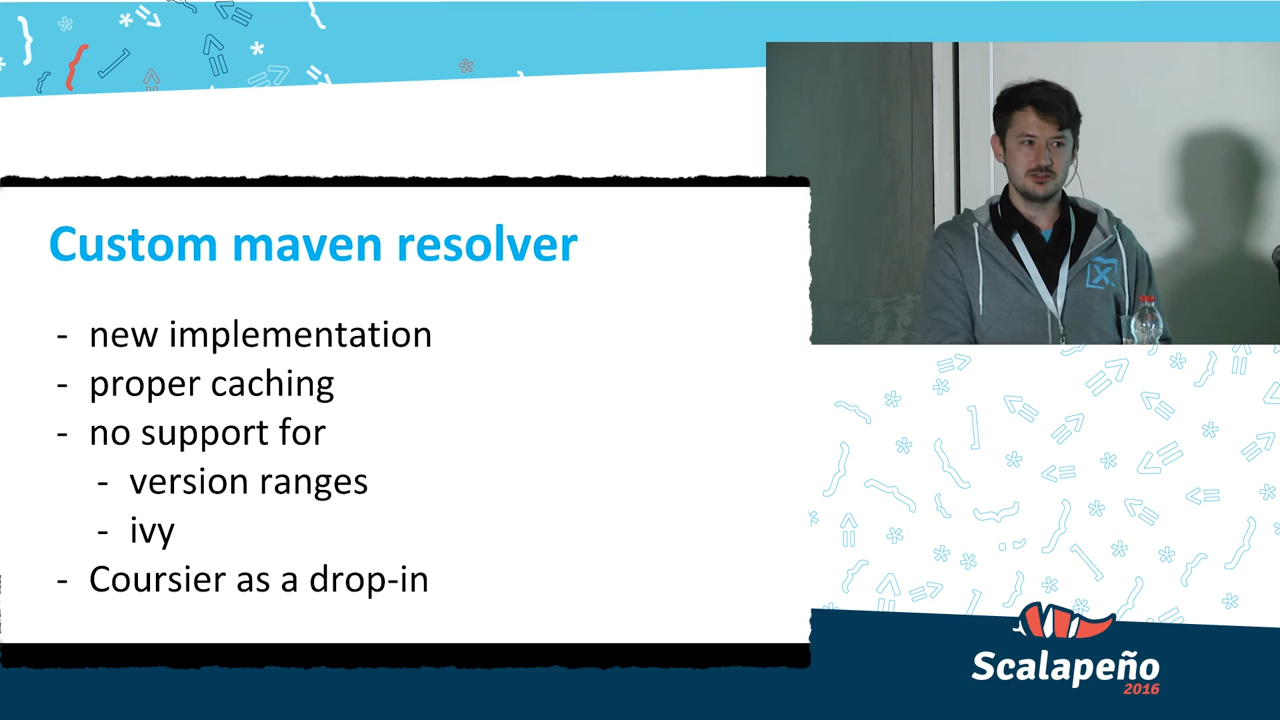 Custom maven resolver
- new implementation
- proper caching
- no support for
- version ranges
- ivy
- Coursier as a drop-in
X
Scalapeño
2016